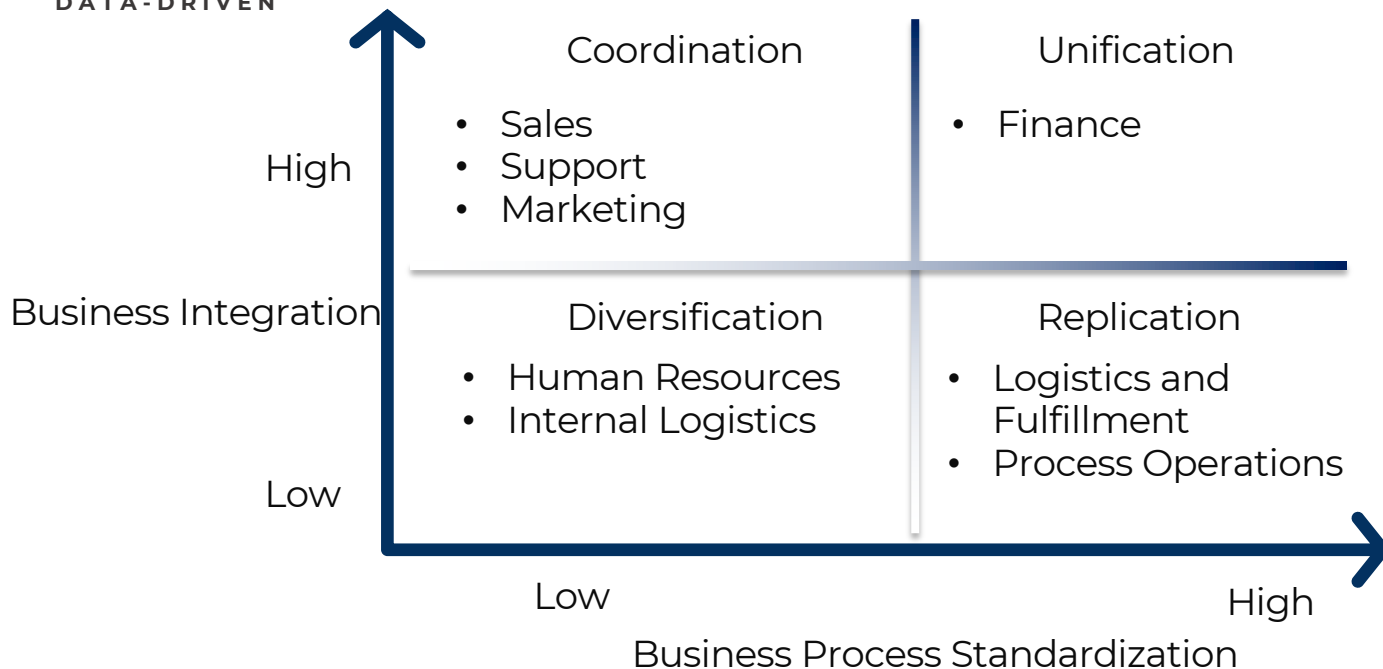 DATA-DRIVEN
Coordination
Unification
• Sales
• Support
• Marketing
• Finance
High
Business Integration
Diversification
Replication
• Human Resources
• Internal Logistics
• Logistics and
Fulfillment
• Process Operations
Low
Low
High
Business Process Standardization